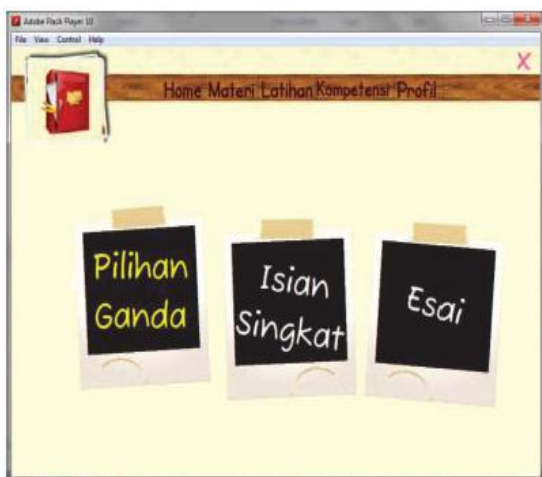 Adobe Flash Player 10
File View Control Help
X
Home Materi Latihan Kompetensi Profil
Pilihan
Ganda
Isian
Singkat
Esai